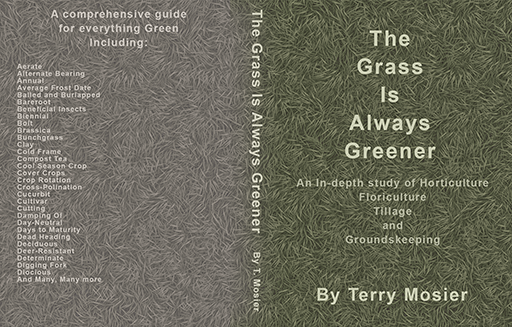 A comprehensive guide
for everything Green
including:
Aerate
Alternate Bearing
Annual
Average Frost Date
Balled and Burlapped
Bareroot
Beneficial Insects
Biennial
Bolt
Brassica
Bunchgrass
Clay
Cold Frame
Compost Tea
Cool Season Crop
Cover Crops
Crop Rotation
Cross-Polination
Cucurbit
Cultivar
Cutting
Damping Of
Day-Neutral
Days to Maturity
Dead Heading
Deciduous
Deer-Resistant
Determinate
Digging Fork
Diocious
And Many, Many more
The Grass Is Always Greener
By T. Mosier
The
Grass
Is
Always
Greener
An In-depth study of Horticulture
Floriculture
Tillage
and
Groundskeeping
By Terry Mosier